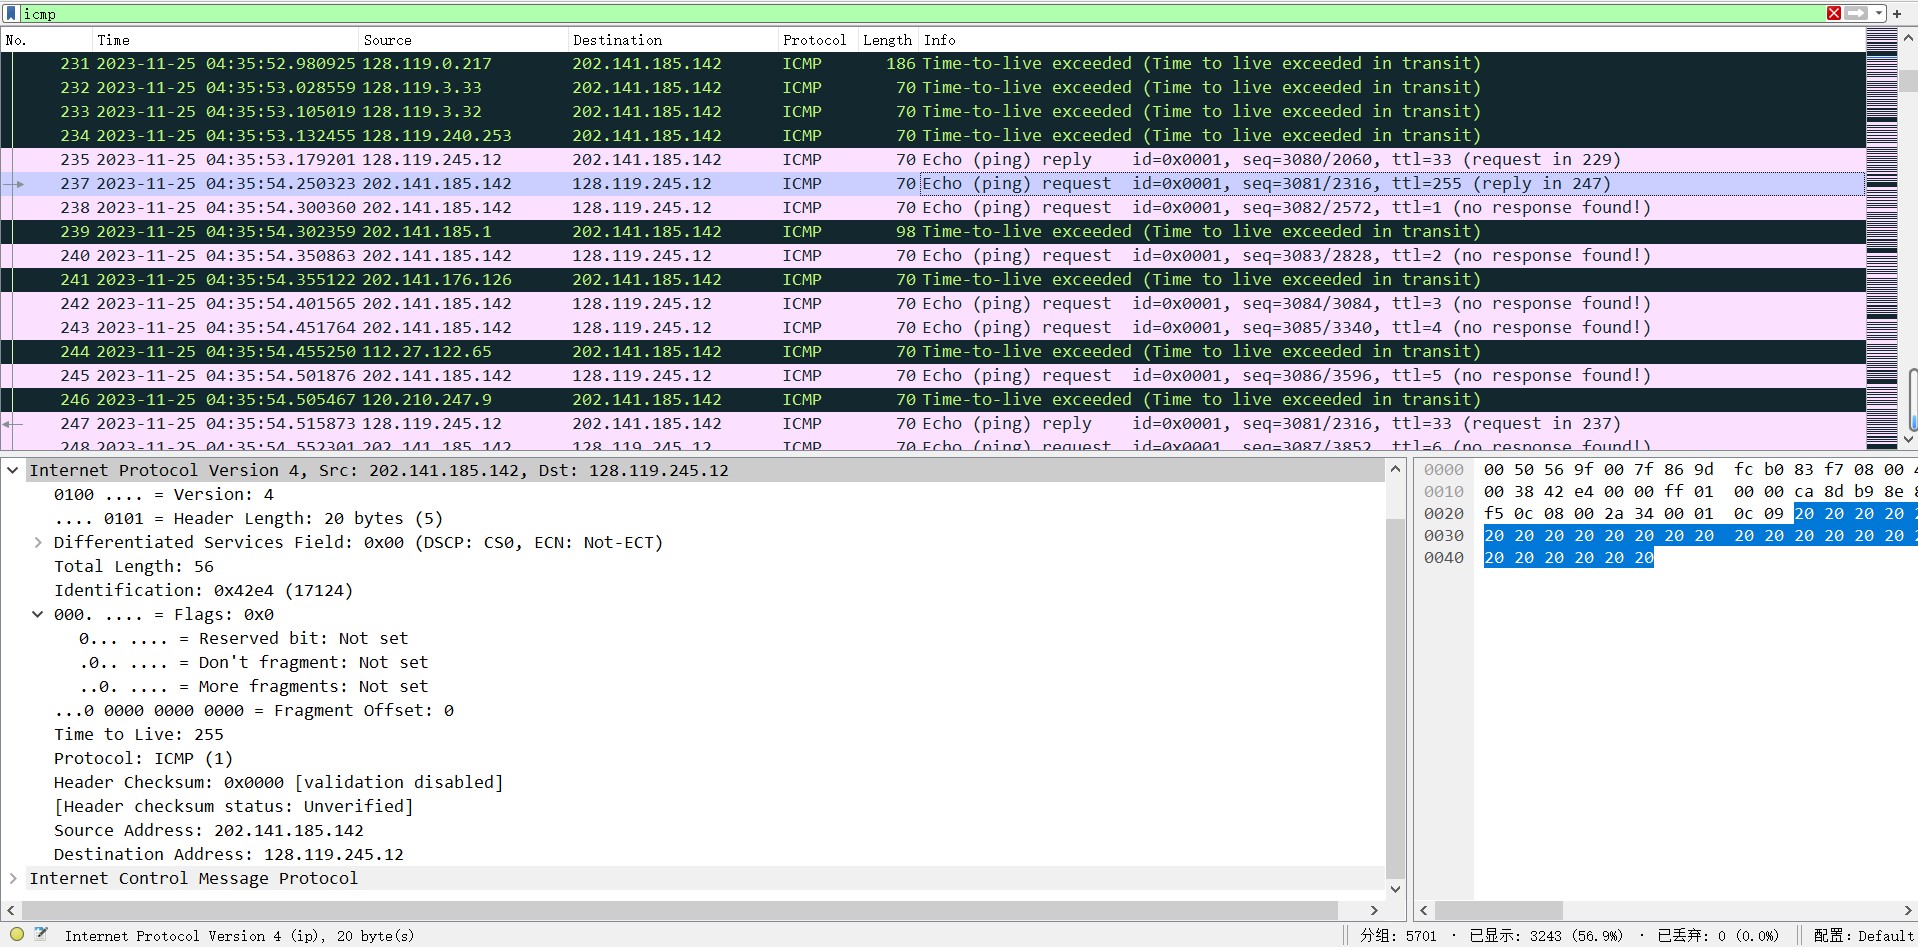 icmp
No. Time Source Destination Protocol Length Info
231 2023-11-25 04:35:52.980925 128.119.0.217 202.141.185.142 ICMP 186 Time-to-live exceeded (Time to live exceeded in transit)
232 2023-11-25 04:35:53.028559 128.119.3.33 202.141.185.142 ICMP 70 Time-to-live exceeded (Time to live exceeded in transit)
233 2023-11-25 04:35:53.105019 128.119.3.32 202.141.185.142 ICMP 70 Time-to-live exceeded (Time to live exceeded in transit)
234 2023-11-25 04:35:53.132455 128.119.240.253 202.141.185.142 ICMP 70 Time-to-live exceeded (Time to live exceeded in transit)
235 2023-11-25 04:35:53.179201 128.119.245.12 202.141.185.142 ICMP 70 Echo (ping) reply id=0x0001, seq=3080/2060, ttl=33 (request in 229)
237 2023-11-25 04:35:54.250323 202.141.185.142 128.119.245.12 ICMP 70 Echo (ping) request id=0x0001, seq=3081/2316, ttl=255 (reply in 247)
238 2023-11-25 04:35:54.300360 202.141.185.142 128.119.245.12 ICMP 70 Echo (ping) request id=0x0001, seq=3082/2572, ttl=1 (no response found!)
239 2023-11-25 04:35:54.302359 202.141.185.1 202.141.185.142 ICMP 98 Time-to-live exceeded (Time to live exceeded in transit)
240 2023-11-25 04:35:54.350863 202.141.185.142 128.119.245.12 ICMP 70 Echo (ping) request id=0x0001, seq=3083/2828, ttl=2 (no response found!)
241 2023-11-25 04:35:54.355122 202.141.176.126 202.141.185.142 ICMP 70 Time-to-live exceeded (Time to live exceeded in transit)
242 2023-11-25 04:35:54.401565 202.141.185.142 128.119.245.12 ICMP 70 Echo (ping) request id=0x0001, seq=3084/3084, ttl=3 (no response found!)
243 2023-11-25 04:35:54.451764 202.141.185.142 128.119.245.12 ICMP 70 Echo (ping) request id=0x0001, seq=3085/3340, ttl=4 (no response found!)
244 2023-11-25 04:35:54.455250 112.27.122.65 202.141.185.142 ICMP 70 Time-to-live exceeded (Time to live exceeded in transit)
245 2023-11-25 04:35:54.501876 202.141.185.142 128.119.245.12 ICMP 70 Echo (ping) request id=0x0001, seq=3086/3596, ttl=5 (no response found!)
246 2023-11-25 04:35:54.505467 120.210.247.9 202.141.185.142 ICMP 70 Time-to-live exceeded (Time to live exceeded in transit)
247 2023-11-25 04:35:54.515873 128.119.245.12 202.141.185.142 ICMP 70 Echo (ping) reply id=0x0001, seq=3081/2316, ttl=33 (request in 237)
248 2023-11-25 04:35:54.552301 202.141.185.142 128.119.245.12 ICMP 70 Echo (ping) request id=0x0001, seq=3087/3852, ttl=6 (no response found!)
Internet Protocol Version 4, Src: 202.141.185.142, Dst: 128.119.245.12
0100 .... = Version: 4
.... 0101 = Header Length: 20 bytes (5)
Differentiated Services Field: 0x00 (DSCP: CS0, ECN: Not-ECT)
Total Length: 56
Identification: 0x42e4 (17124)
000. .... = Flags: 0x0
0... .... = Reserved bit: Not set
.0.. .... = Don't fragment: Not set
..0. .... = More fragments: Not set
...0 0000 0000 0000 = Fragment Offset: 0
Time to Live: 255
Protocol: ICMP (1)
Header Checksum: 0x0000 [validation disabled]
[Header checksum status: Unverified]
Source Address: 202.141.185.142
Destination Address: 128.119.245.12
Internet Control Message Protocol
0000 00 50 56 9f 00 7f 86 9d fc b0 83 f7 08 00
0010 00 38 42 e4 00 00 ff 01 00 00 ca 8d b9 8e
0020 f5 0c 08 00 2a 34 00 01 0c 09 20 20 20 20
0030 20 20 20 20 20 20 20 20 20 20 20 20 20 20
0040 20 20 20 20 20 20
Internet Protocol Version 4 (ip), 20 byte(s)
分组: 5701 · 已显示: 3243 (56.9%) · 已丢弃: 0 (0.0%)
配置: Default